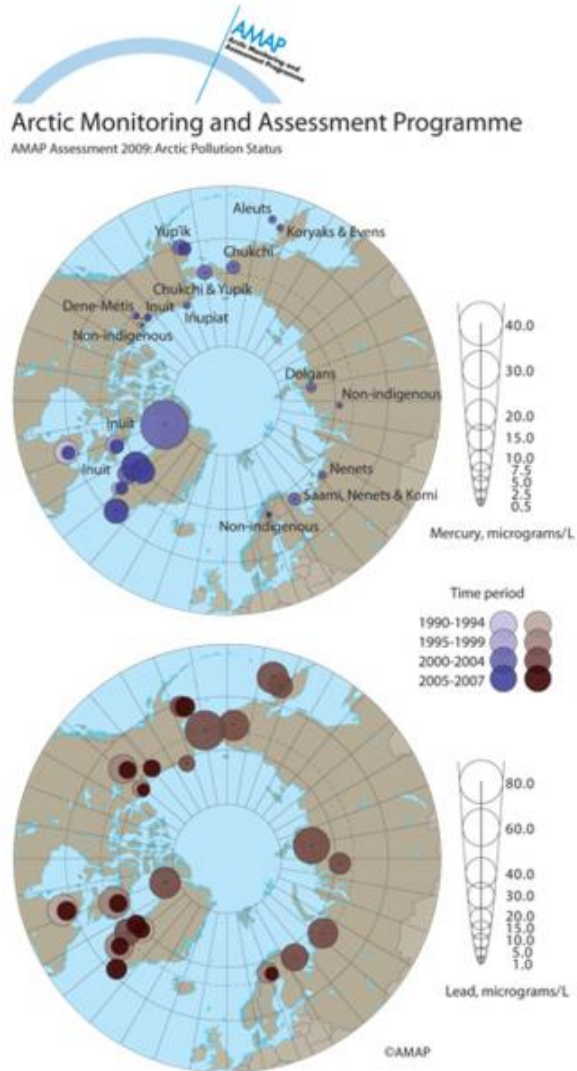 AMAP
Arctic Monitoring and
Assessment Programme
Arctic Monitoring and Assessment Programme
AMAP Assessment 2009: Arctic Pollution Status
Aleuts
Koryaks & Evens
Yup'ik
Chukchi
Chukchi & Yupik
Dene-Métis
Inuit
Iñupiat
Non-indigenous
Dolgans
Non-indigenous
Inuit
Inuit
Nenets
Saami, Nenets & Komi
Non-indigenous
40.0
30.0
20.0
15.0
10.0
7.5
5.0
2.5
0.5
Mercury, micrograms/L
Time period
1990-1994
1995-1999
2000-2004
2005-2007
80.0
60.0
40.0
30.0
20.0
15.0
10.0
5.0
1.0
Lead, micrograms/L
©AMAP